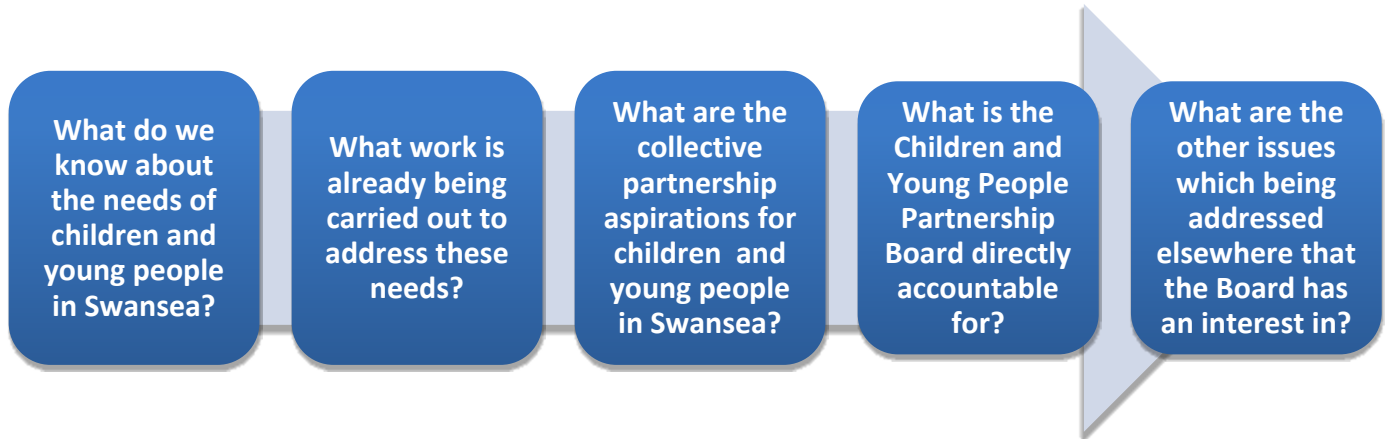 What do we
know about
the needs of
children and
young people
in Swansea?
What work is
already being
carried out to
address these
needs?
What are the
collective
partnership
aspirations for
children and
young people
in Swansea?
What is the
Children and
Young People
Partnership
Board directly
accountable
for?
What are the
other issues
which being
addressed
elsewhere that
the Board has
an interest in?